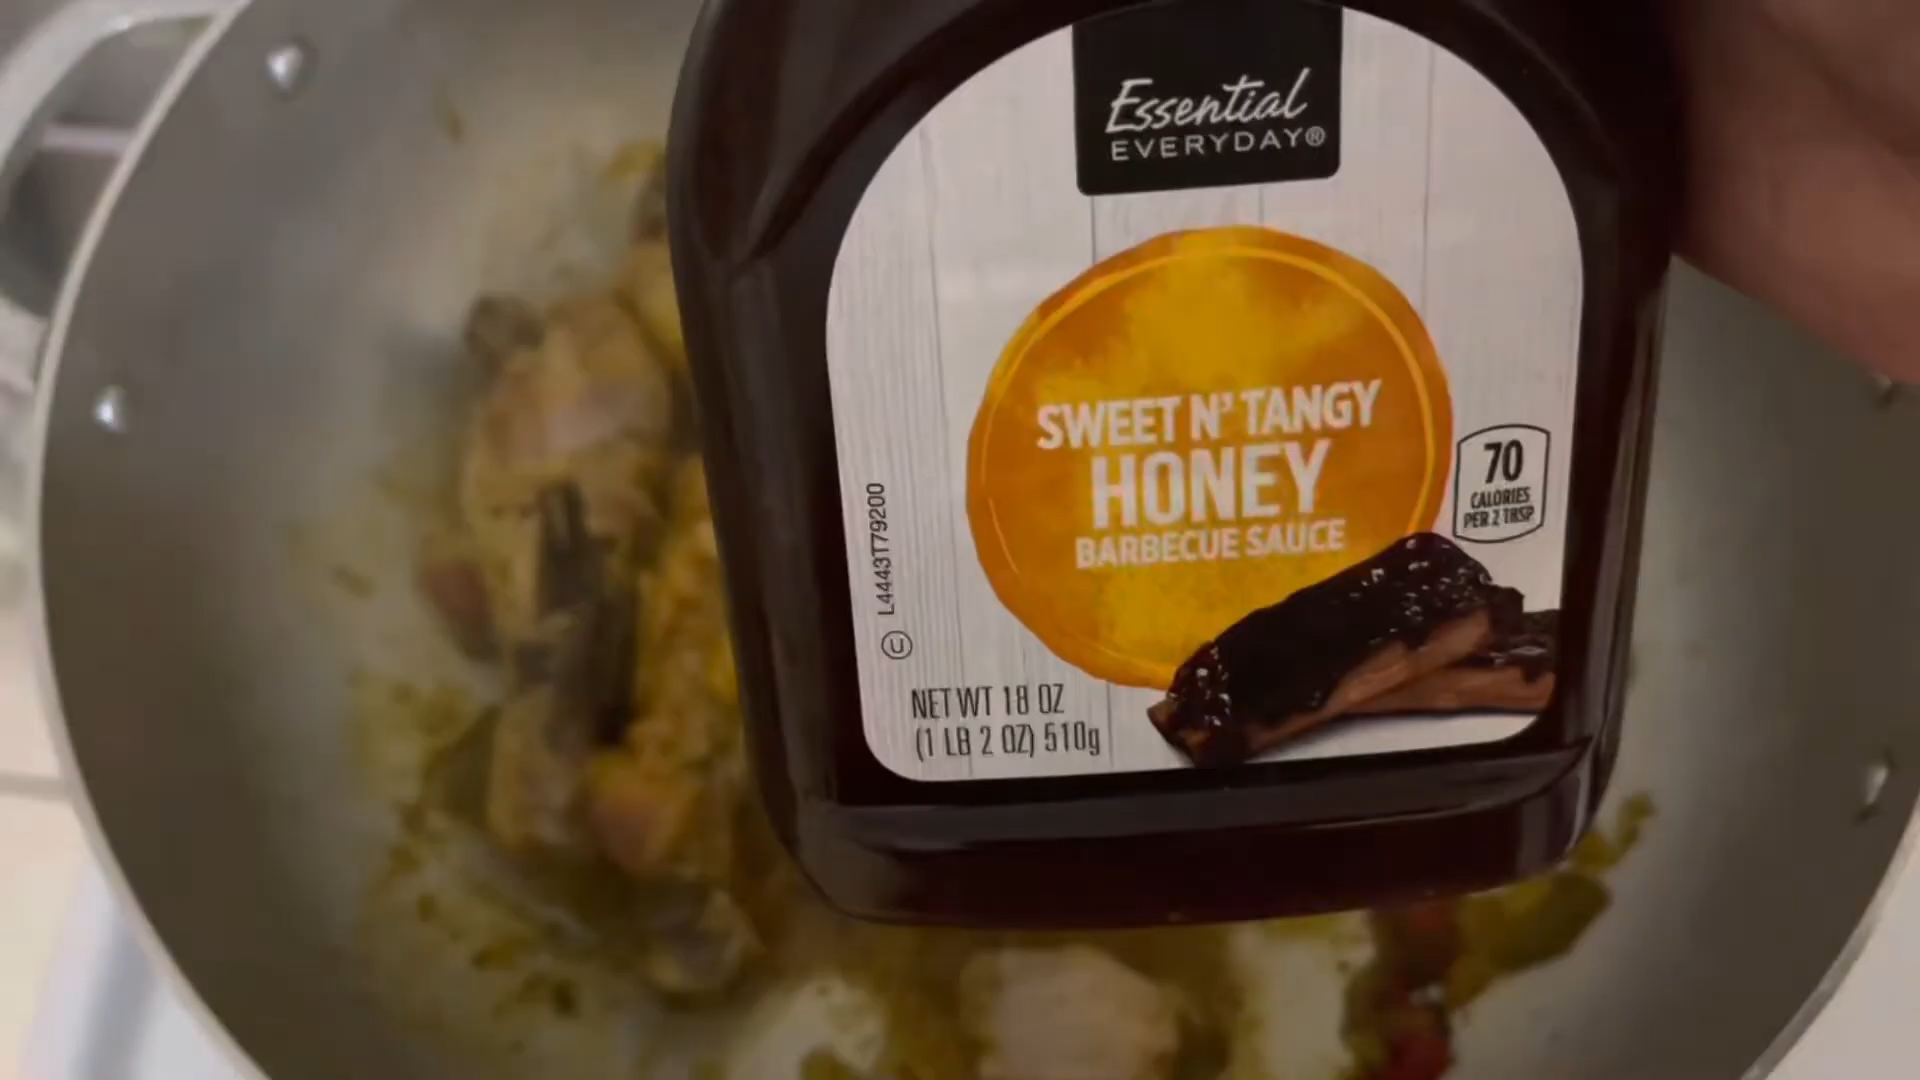 Essential
EVERYDAY®
SWEET N' TANGY
HONEY
BARBECUE SAUCE
70
CALORIES
PER 2 TBSP
L4443T79200
U
NET WT 18 OZ
(1 LB 2 OZ) 510g